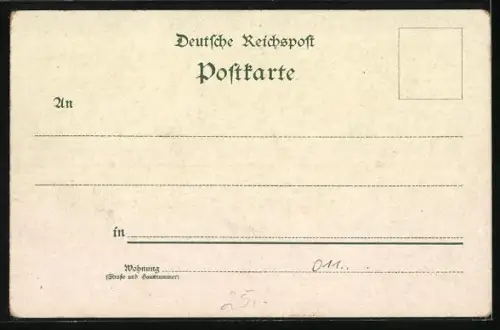 Deutsche Reichspost
Postkarte
An
in
Wohnung
(Straße und Hausnummer)
011..
25.-